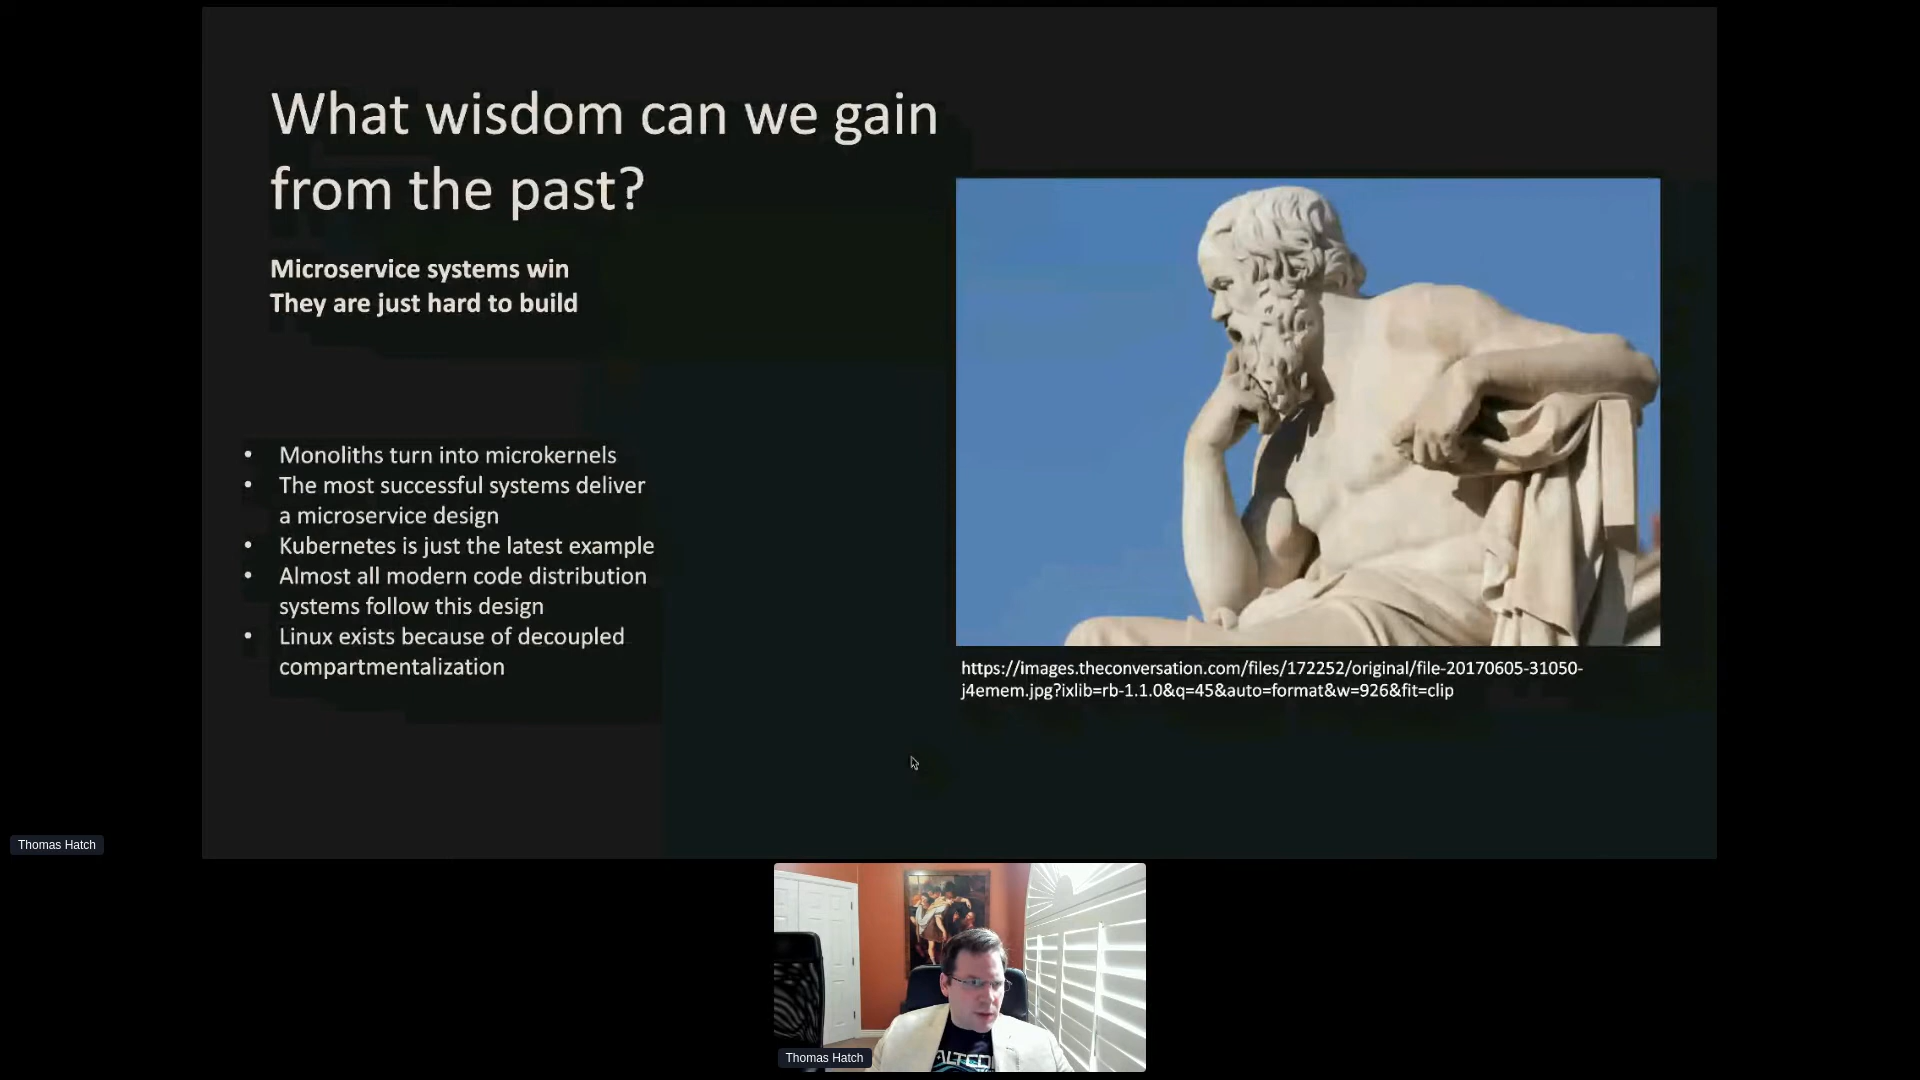 What wisdom can we gain
from the past?
Microservice systems win
They are just hard to build
• Monoliths turn into microkernels
• The most successful systems deliver
a microservice design
• Kubernetes is just the latest example
• Almost all modern code distribution
systems follow this design
• Linux exists because of decoupled
compartmentalization
https://images.theconversation.com/files/172252/original/file-20170605-31050-
j4emem.jpg?ixlib=rb-1.1.0&q=45&auto=format&w=926&fit=clip
Thomas Hatch
Thomas Hatch